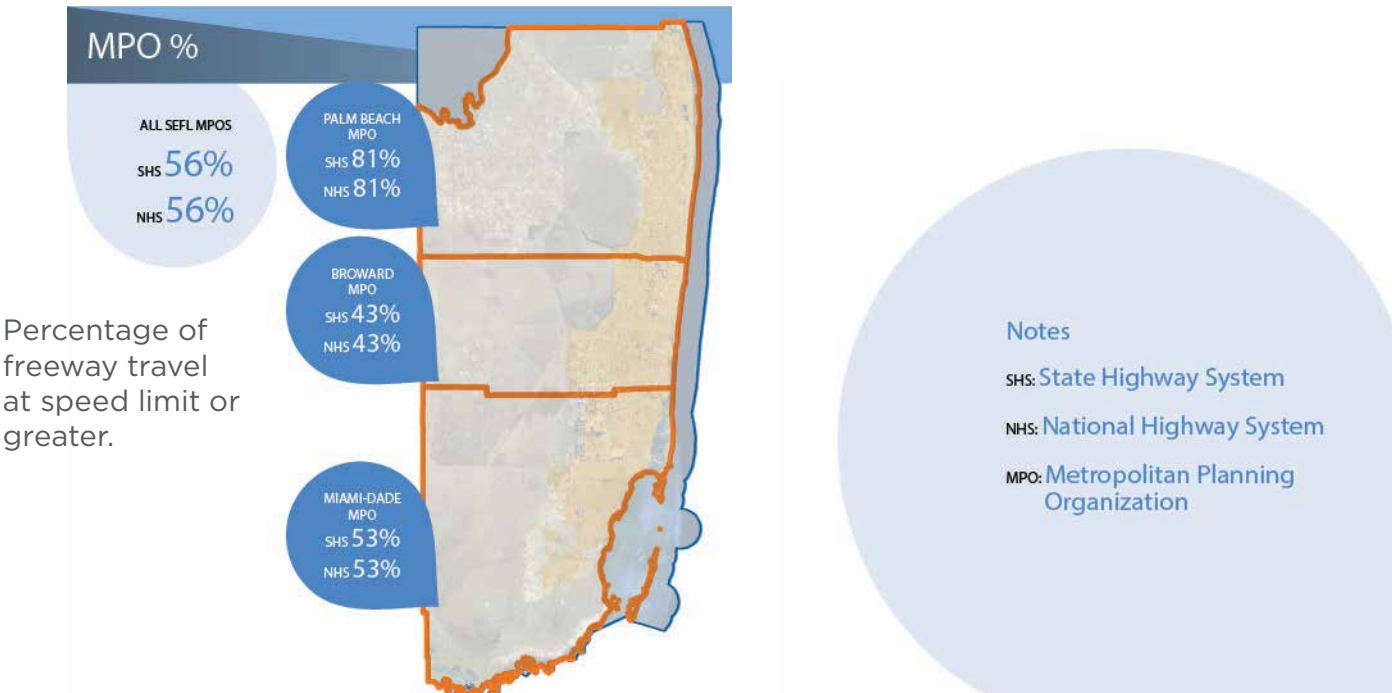 MPO %
ALL SEFL MPOS
SHS 56%
NHS 56%
PALM BEACH
MPO
SHS 81%
NHS 81%
BROWARD
MPO
SHS 43%
NHS 43%
Percentage of
freeway travel
at speed limit or
greater.
MIAMI-DADE
MPO
SHS 53%
NHS 53%
Notes
SHS: State Highway System
NHS: National Highway System
MPO: Metropolitan Planning
Organization